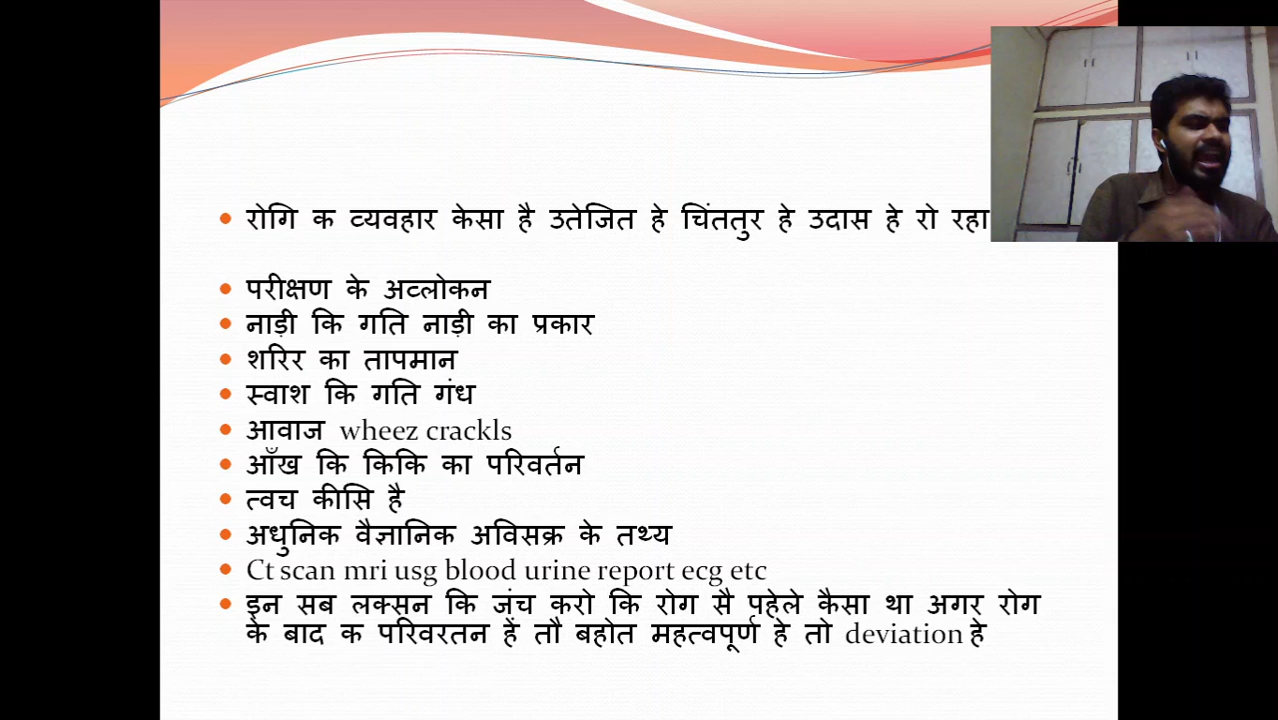 रोगि क व्यवहार केसा है उतेजित हे चिंततुर हे उदास हे रो रहा
परीक्षण के अव्लोकन
नाड़ी कि गति नाड़ी का प्रकार
शरिर का तापमान
स्वाश कि गति गंध
आवाज wheez crackls
आँख कि किकि का परिवर्तन
त्वच कीसि है
अधुनिक वैज्ञानिक अविसक्र के तथ्य
Ct scan mri usg blood urine report ecg etc
इन सब लक्सन कि जंच करो कि रोग सै पहेले कैसा था अगर रोग
के बाद क परिवरतन हें तौ बहोत महत्वपूर्ण हे तो deviation हे